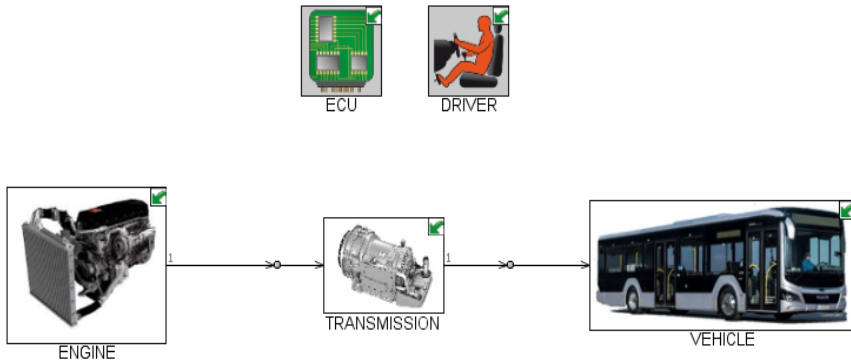 ECU
DRIVER
1
1
ENGINE
TRANSMISSION
VEHICLE